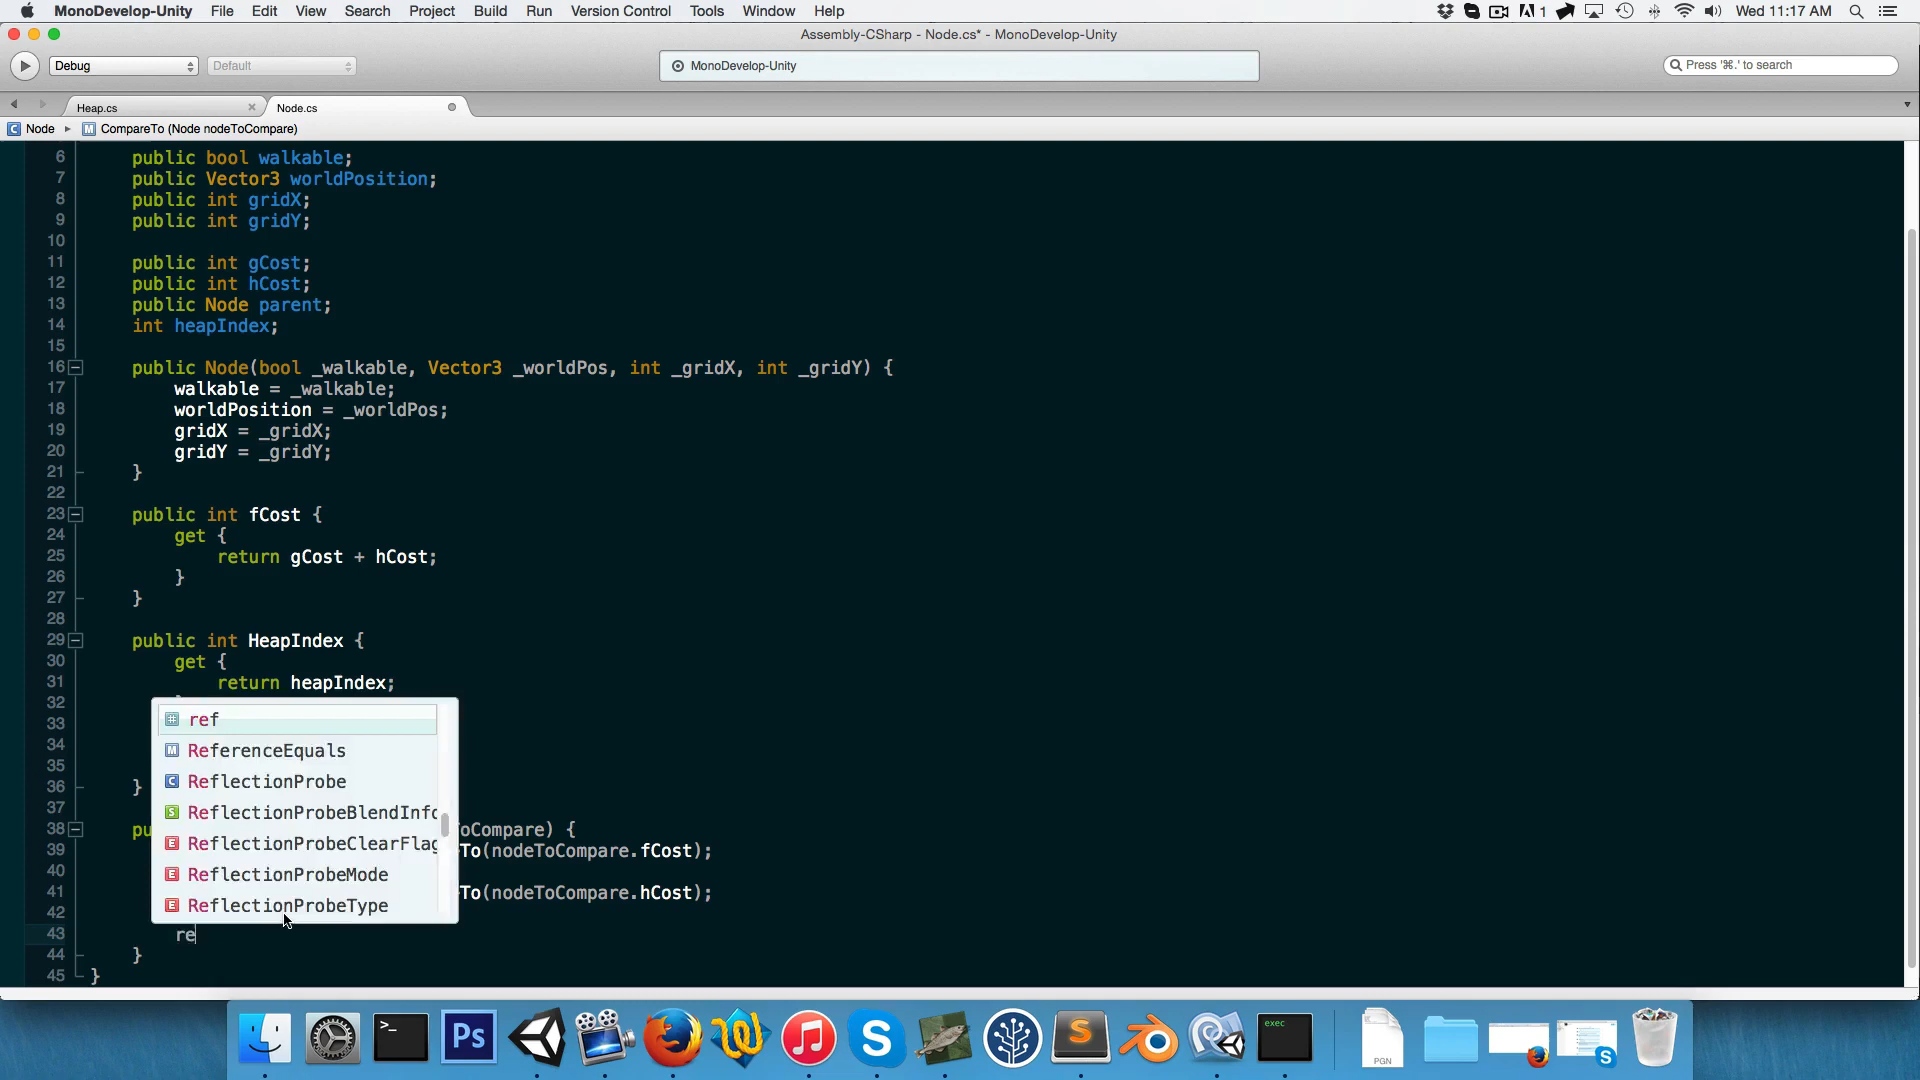 MonoDevelop-Unity File Edit View Search Project Build Run Version Control Tools Window Help 1 Wed 11:17 AM
Assembly-CSharp - Node.cs* - MonoDevelop-Unity
Debug Default MonoDevelop-Unity Press '⌘.' to search
Heap.cs Node.cs
C Node M CompareTo (Node nodeToCompare)
6 public bool walkable;
7 public Vector3 worldPosition;
8 public int gridX;
9 public int gridY;
10
11 public int gCost;
12 public int hCost;
13 public Node parent;
14 int heapIndex;
15
16 public Node(bool _walkable, Vector3 _worldPos, int _gridX, int _gridY) {
17 walkable = _walkable;
18 worldPosition = _worldPos;
19 gridX = _gridX;
20 gridY = _gridY;
21 }
22
23 public int fCost {
24 get {
25 return gCost + hCost;
26 }
27 }
28
29 public int HeapIndex {
30 get {
31 return heapIndex;
32
33
34
35
36 }
37
38 pu oCompare) {
39 To(nodeToCompare.fCost);
40
41 To(nodeToCompare.hCost);
42
43 re
44 }
45 }
ref
M ReferenceEquals
C ReflectionProbe
S ReflectionProbeBlendInfo
E ReflectionProbeClearFlag
E ReflectionProbeMode
E ReflectionProbeType
>_ Ps S S exec PGN S